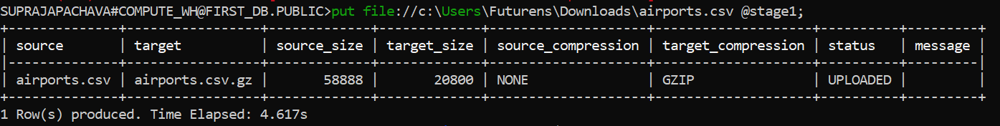 SUPRAJAPACHAVA#COMPUTE_WH@FIRST_DB.PUBLIC>put file://c:\Users\Futurens\Downloads\airports.csv @stage1;
+-------------+----------------+-------------+-------------+--------------------+--------------------+----------+---------+
| source | target | source_size | target_size | source_compression | target_compression | status | message |
|-------------+----------------+-------------+-------------+--------------------+--------------------+----------+---------|
| airports.csv | airports.csv.gz | 58888 | 20800 | NONE | GZIP | UPLOADED | |
+-------------+----------------+-------------+-------------+--------------------+--------------------+----------+---------+
1 Row(s) produced. Time Elapsed: 4.617s